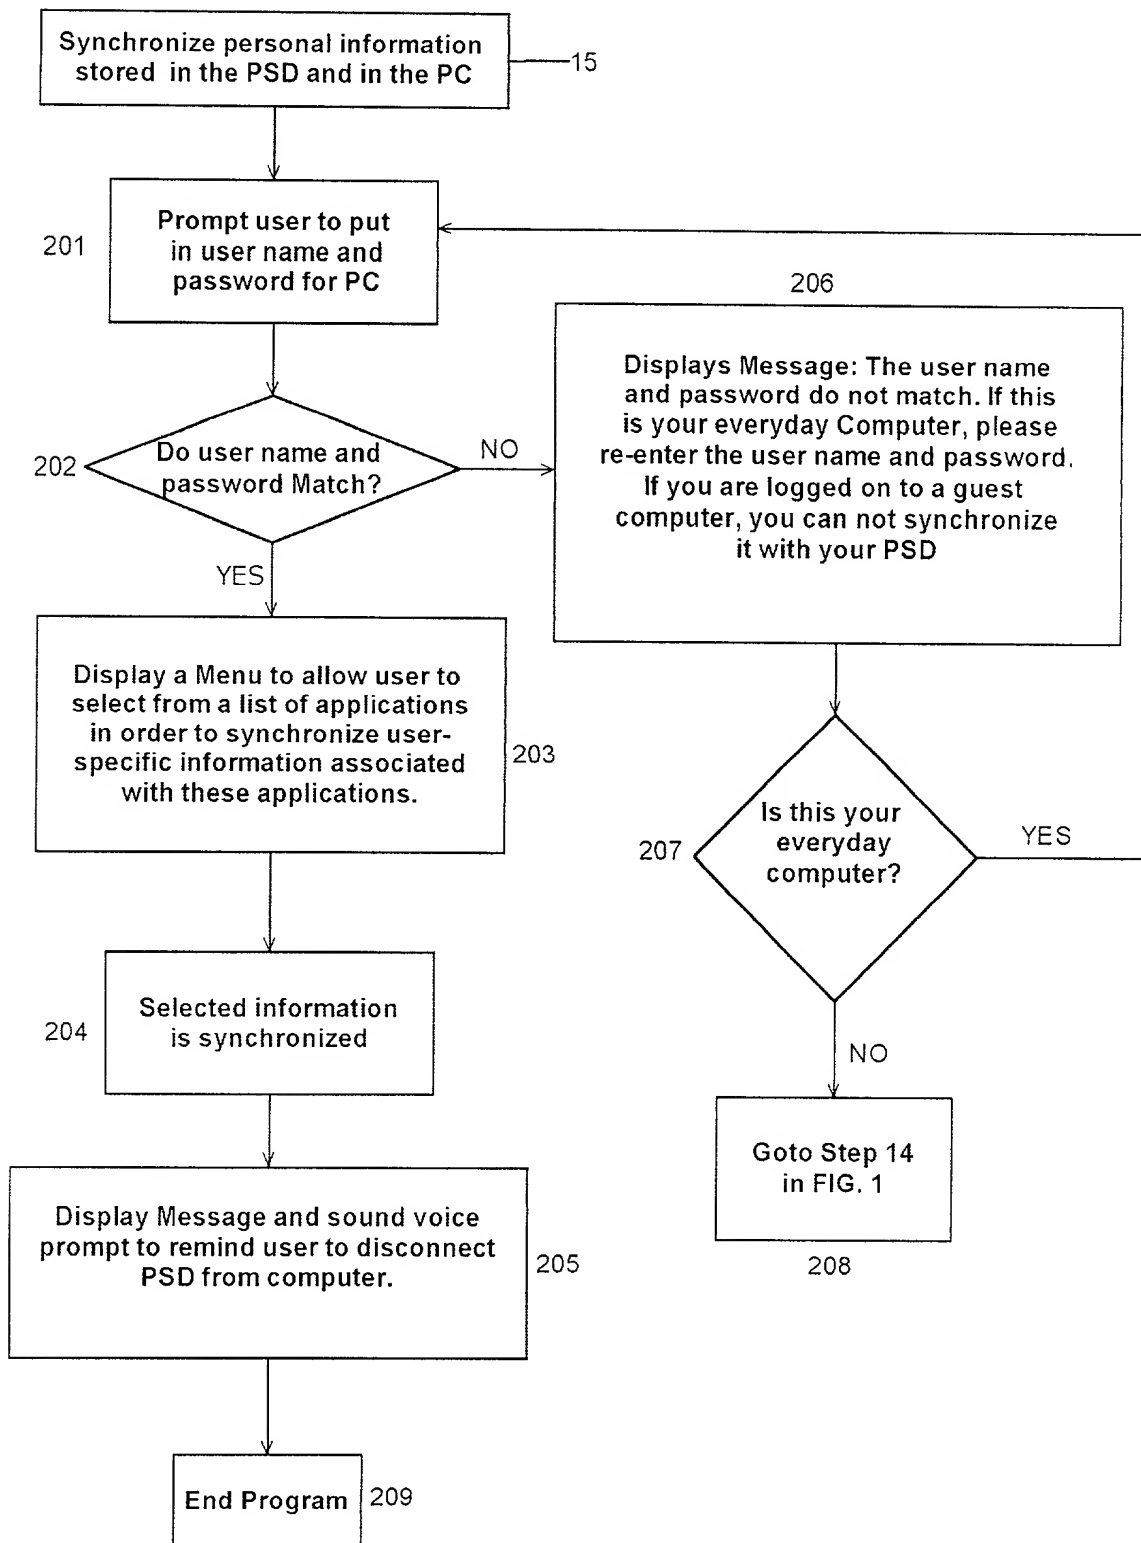 Synchronize personal information
stored in the PSD and in the PC
15
Prompt user to put
in user name and
password for PC
201
206
Displays Message: The user name
and password do not match. If this
is your everyday Computer, please
re-enter the user name and password.
If you are logged on to a guest
computer, you can not synchronize
it with your PSD
202
Do user name and
password Match?
NO
YES
Display a Menu to allow user to
select from a list of applications
in order to synchronize user-
specific information associated
with these applications.
203
207
Is this your
everyday
computer?
YES
204
Selected information
is synchronized
NO
Goto Step 14
in FIG. 1
208
Display Message and sound voice
prompt to remind user to disconnect
PSD from computer.
205
End Program
209